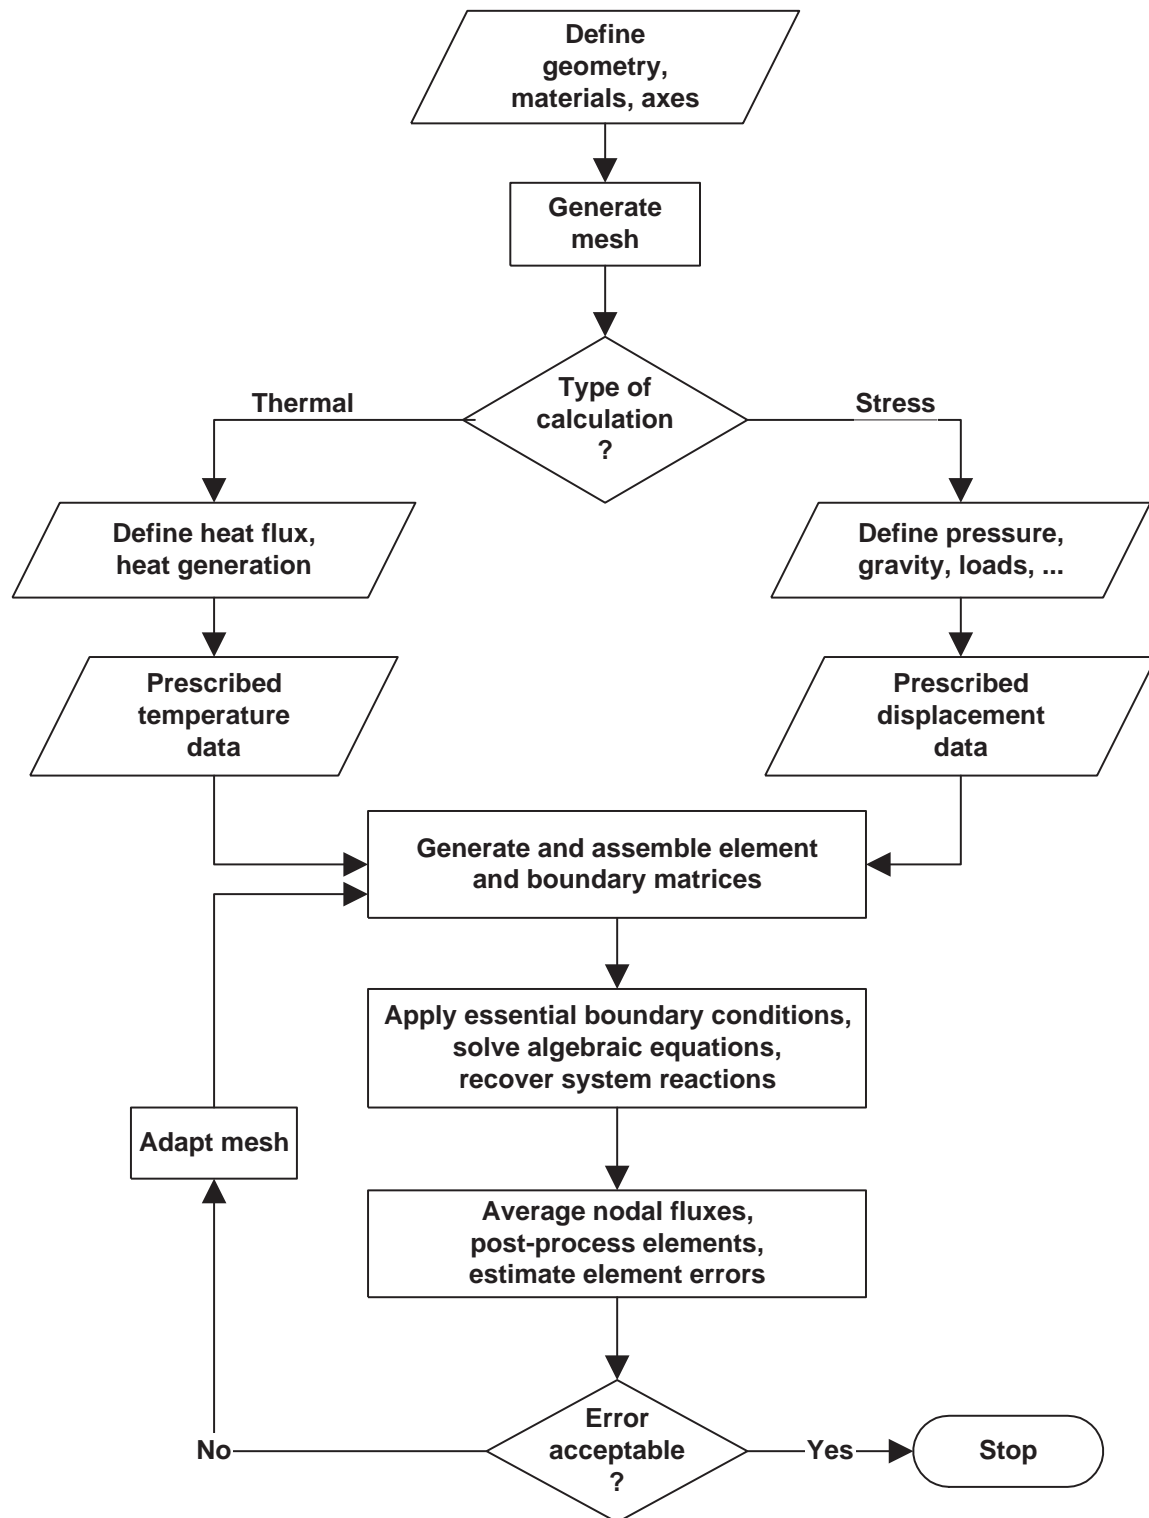 Define
geometry,
materials, axes
Generate
mesh
Type of
calculation
?
Thermal
Stress
Define heat flux,
heat generation
Define pressure,
gravity, loads, ...
Prescribed
temperature
data
Prescribed
displacement
data
Generate and assemble element
and boundary matrices
Apply essential boundary conditions,
solve algebraic equations,
recover system reactions
Adapt mesh
Average nodal fluxes,
post-process elements,
estimate element errors
Error
acceptable
?
No
Yes
Stop